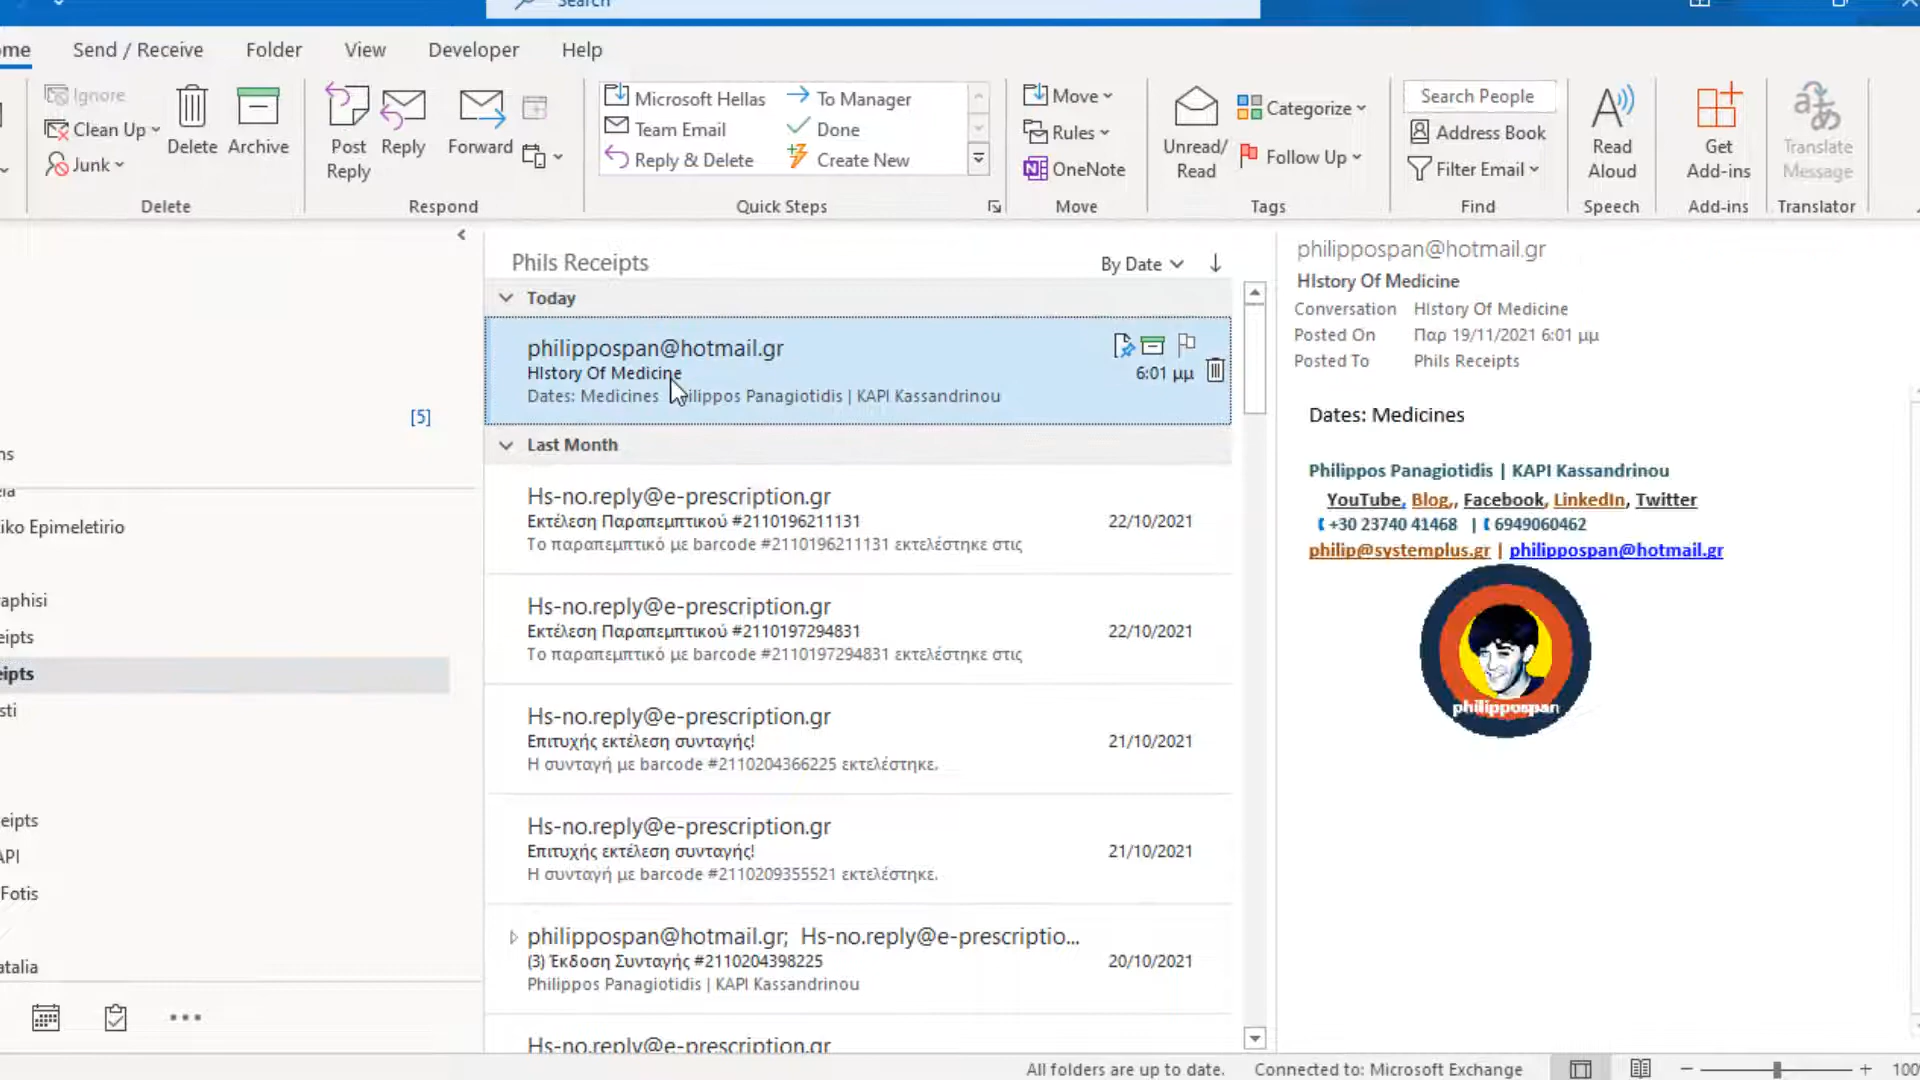 Search
Send / Receive
Folder
View
Developer
Help
Ignore
Clean Up
Junk
Delete
Archive
Delete
Post Reply
Reply
Forward
Respond
Microsoft Hellas
To Manager
Team Email
Done
Reply & Delete
Create New
Quick Steps
Move
Rules
OneNote
Move
Unread/
Read
Categorize
Follow Up
Tags
Search People
Address Book
Filter Email
Find
Read
Aloud
Speech
Get
Add-ins
Add-ins
Translate
Message
Translator
[5]
iko Epimeletirio
aphisi
eipts
eipts
sti
eipts
API
Fotis
atalia
Phils Receipts
By Date
Today
philippospan@hotmail.gr
HIstory Of Medicine
6:01 μμ
Dates: Medicines ilippos Panagiotidis | KAPI Kassandrinou
Last Month
Hs-no.reply@e-prescription.gr
Εκτέλεση Παραπεμπτικού #2110196211131
22/10/2021
Το παραπεμπτικό με barcode #2110196211131 εκτελέστηκε στις
Hs-no.reply@e-prescription.gr
Εκτέλεση Παραπεμπτικού #2110197294831
22/10/2021
Το παραπεμπτικό με barcode #2110197294831 εκτελέστηκε στις
Hs-no.reply@e-prescription.gr
Επιτυχής εκτέλεση συνταγής!
21/10/2021
Η συνταγή με barcode #2110204366225 εκτελέστηκε.
Hs-no.reply@e-prescription.gr
Επιτυχής εκτέλεση συνταγής!
21/10/2021
Η συνταγή με barcode #2110209355521 εκτελέστηκε.
philippospan@hotmail.gr; Hs-no.reply@e-prescriptio...
(3) Έκδοση Συνταγής #2110204398225
20/10/2021
Philippos Panagiotidis | KAPI Kassandrinou
Hs-no.reply@e-prescription.gr
philippospan@hotmail.gr
HIstory Of Medicine
Conversation HIstory Of Medicine
Posted On Παρ 19/11/2021 6:01 μμ
Posted To Phils Receipts
Dates: Medicines
Philippos Panagiotidis | KAPI Kassandrinou
YouTube, Blog,, Facebook, LinkedIn, Twitter
+30 23740 41468 | 6949060462
philip@systemplus.gr | philippospan@hotmail.gr
philippospan
All folders are up to date.
Connected to: Microsoft Exchange
100